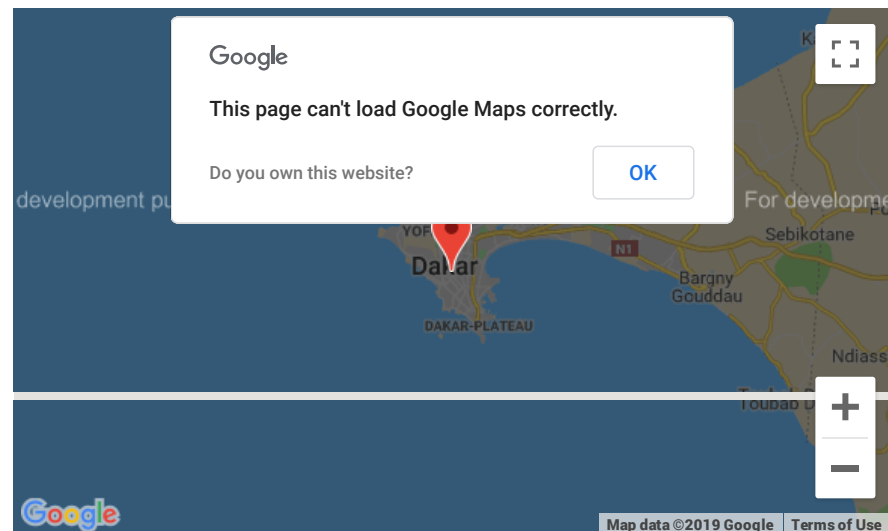 Google
This page can't load Google Maps correctly.
Do you own this website?
OK
development
For developme
Sebikotane
N1
Dakar
Bargny
Gouddau
DAKAR-PLATEAU
Ndiass
Toubab D
Google
Map data ©2019 Google
Terms of Use